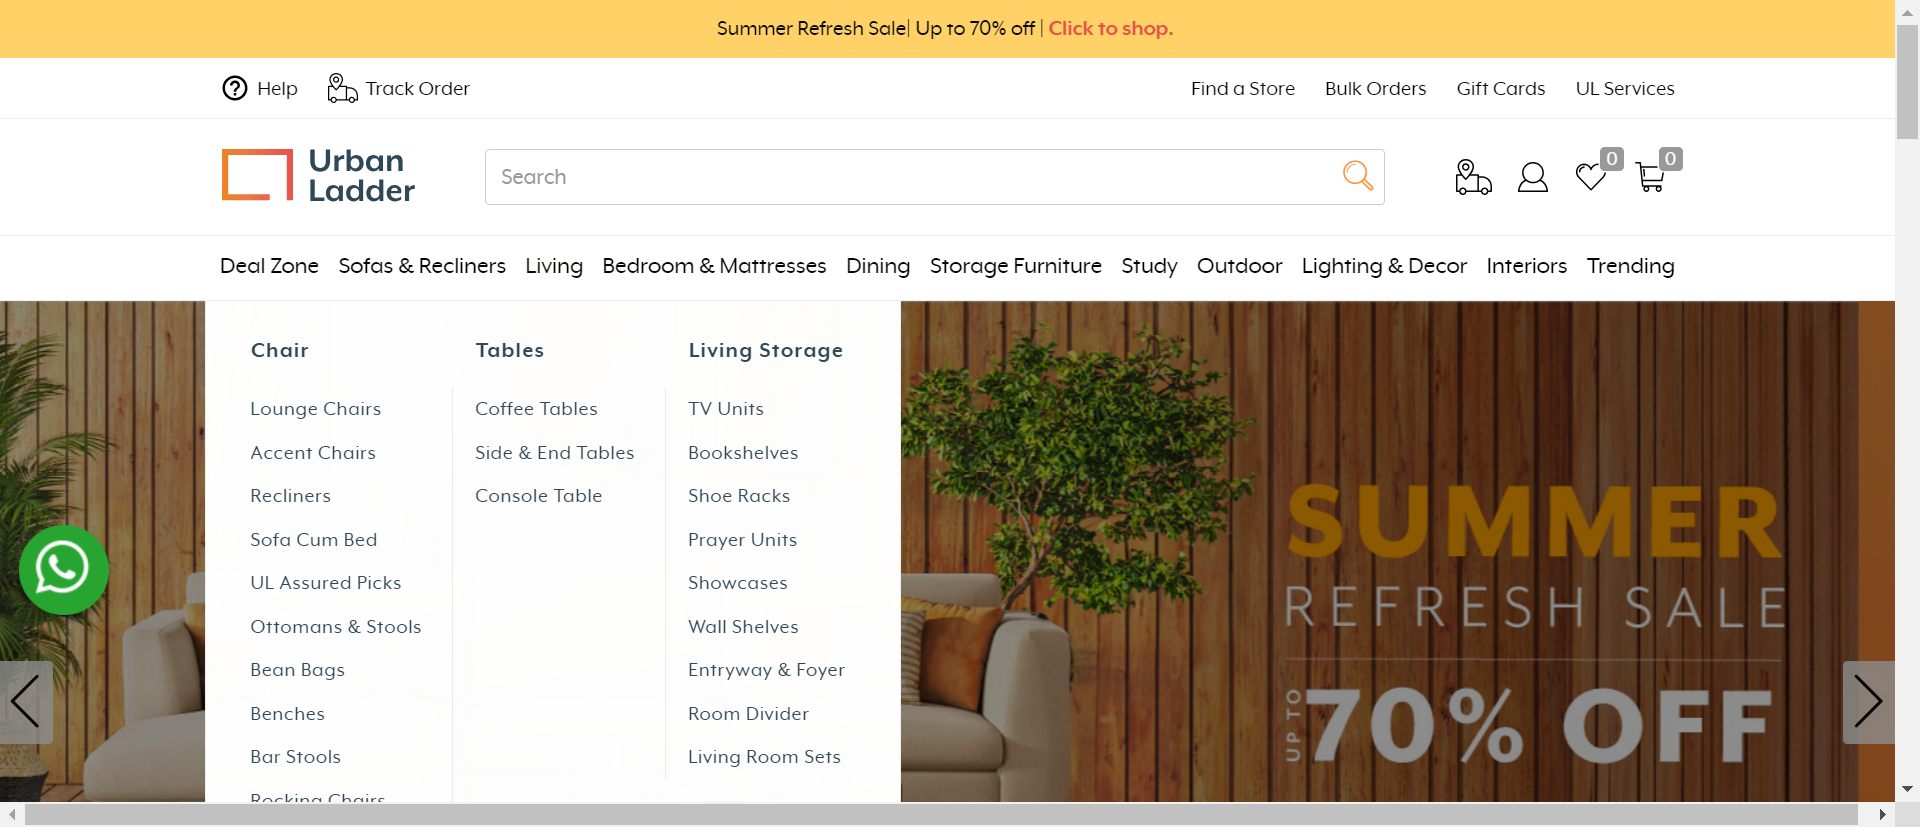 Summer Refresh Sale| Up to 70% off | Click to shop.
Help
Track Order
Find a Store
Bulk Orders
Gift Cards
UL Services
Urban
Ladder
Search
0
0
Deal Zone
Sofas & Recliners
Living
Bedroom & Mattresses
Dining
Storage Furniture
Study
Outdoor
Lighting & Decor
Interiors
Trending
Chair
Lounge Chairs
Accent Chairs
Recliners
Sofa Cum Bed
UL Assured Picks
Ottomans & Stools
Bean Bags
Benches
Bar Stools
Rocking Chairs
Tables
Coffee Tables
Side & End Tables
Console Table
Living Storage
TV Units
Bookshelves
Shoe Racks
Prayer Units
Showcases
Wall Shelves
Entryway & Foyer
Room Divider
Living Room Sets
SUMMER
REFRESH SALE
UP TO
70% OFF